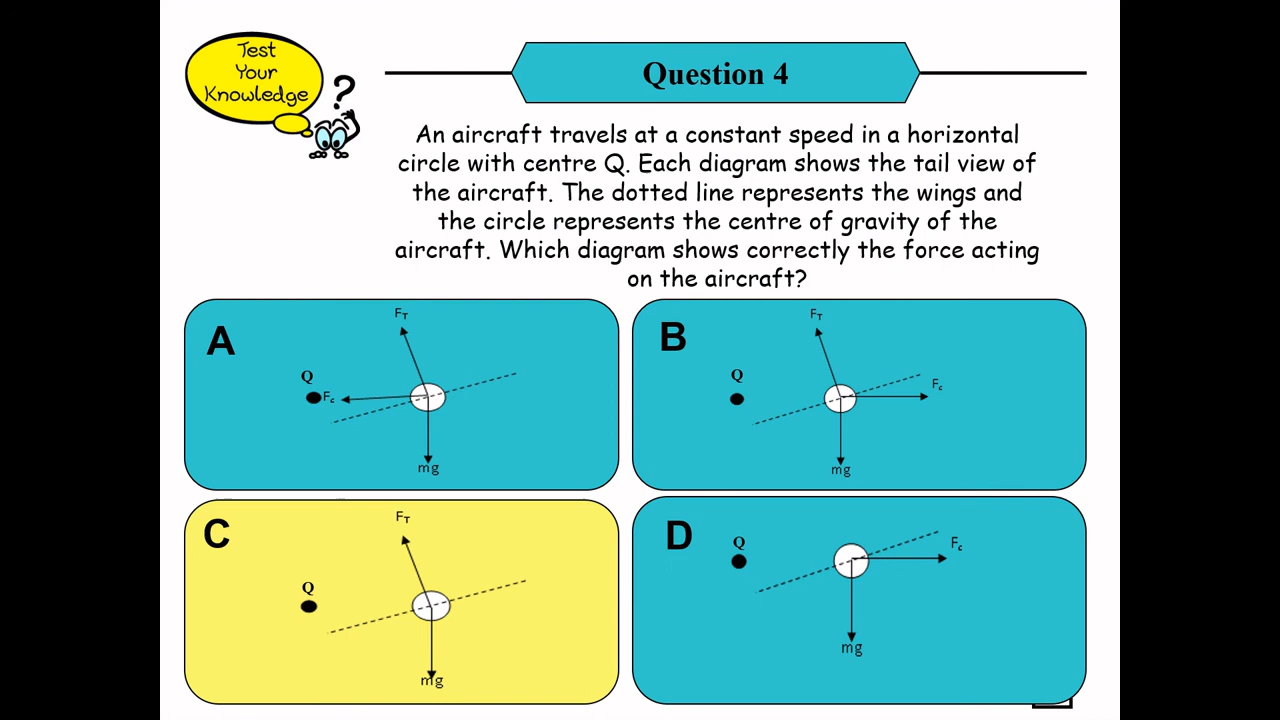 Test
Your
Knowledge
?
Question 4
An aircraft travels at a constant speed in a horizontal
circle with centre Q. Each diagram shows the tail view of
the aircraft. The dotted line represents the wings and
the circle represents the centre of gravity of the
aircraft. Which diagram shows correctly the force acting
on the aircraft?
A
FT
Q
Fc
mg
B
FT
Q
Fc
mg
C
FT
Q
mg
D
Q
Fc
mg